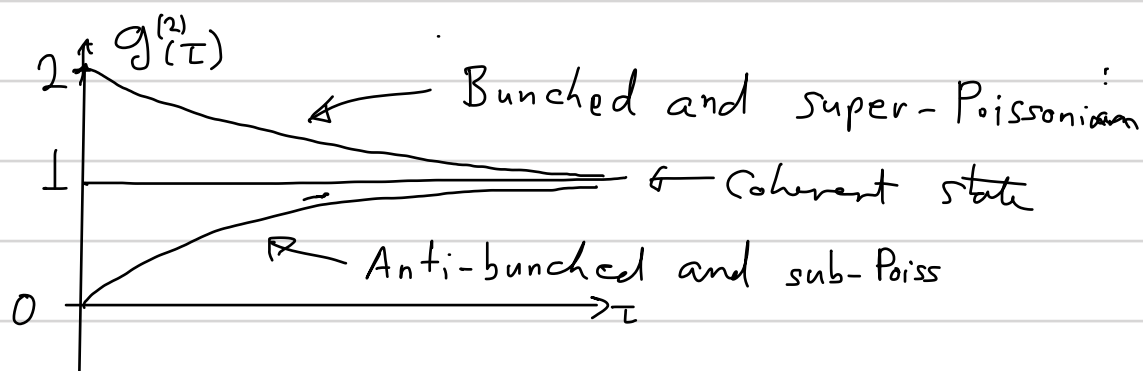 g⁽²⁾(τ)
2
Bunched and super-Poissonian
1
Coherent state
Anti-bunched and sub-Poiss
0
τ